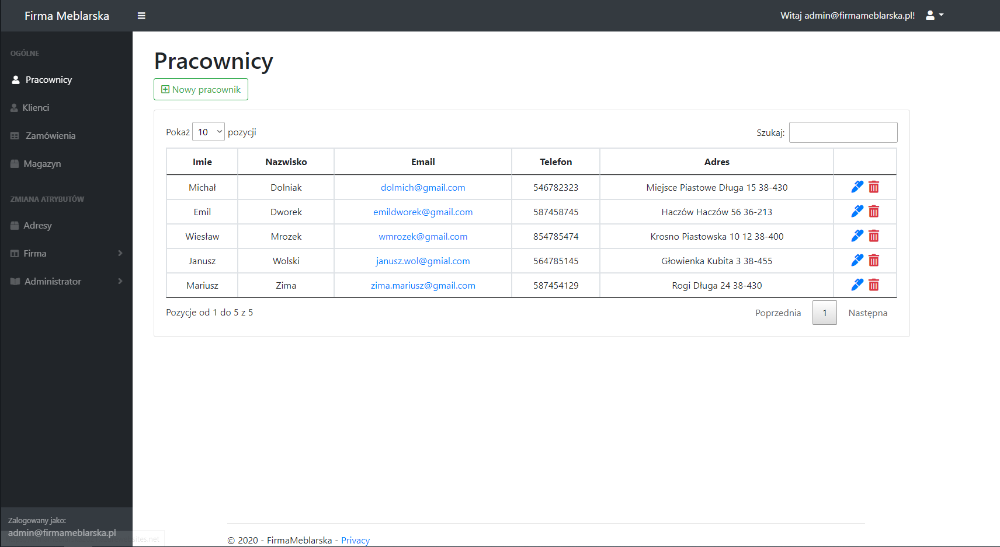 Firma Meblarska
Witaj admin@firmameblarska.pl!
OGÓLNE
Pracownicy
Klienci
Zamówienia
Magazyn
ZMIANA ATRYBUTÓW
Adresy
Firma
Administrator
Zalogowany jako:
admin@firmameblarska.pl
Pracownicy
Nowy pracownik
Pokaż 10 pozycji
Szukaj:
Imie Nazwisko Email Telefon Adres
Michał Dolniak dolmich@gmail.com 546782323 Miejsce Piastowe Długa 15 38-430
Emil Dworek emildworek@gmail.com 587458745 Haczów Haczów 56 36-213
Wiesław Mrozek wmrozek@gmail.com 854785474 Krosno Piastowska 10 12 38-400
Janusz Wolski janusz.wol@gmial.com 564785145 Głowienka Kubita 3 38-455
Mariusz Zima zima.mariusz@gmail.com 587454129 Rogi Długa 24 38-430
Pozycje od 1 do 5 z 5
Poprzednia 1 Następna
© 2020 - FirmaMeblarska - Privacy